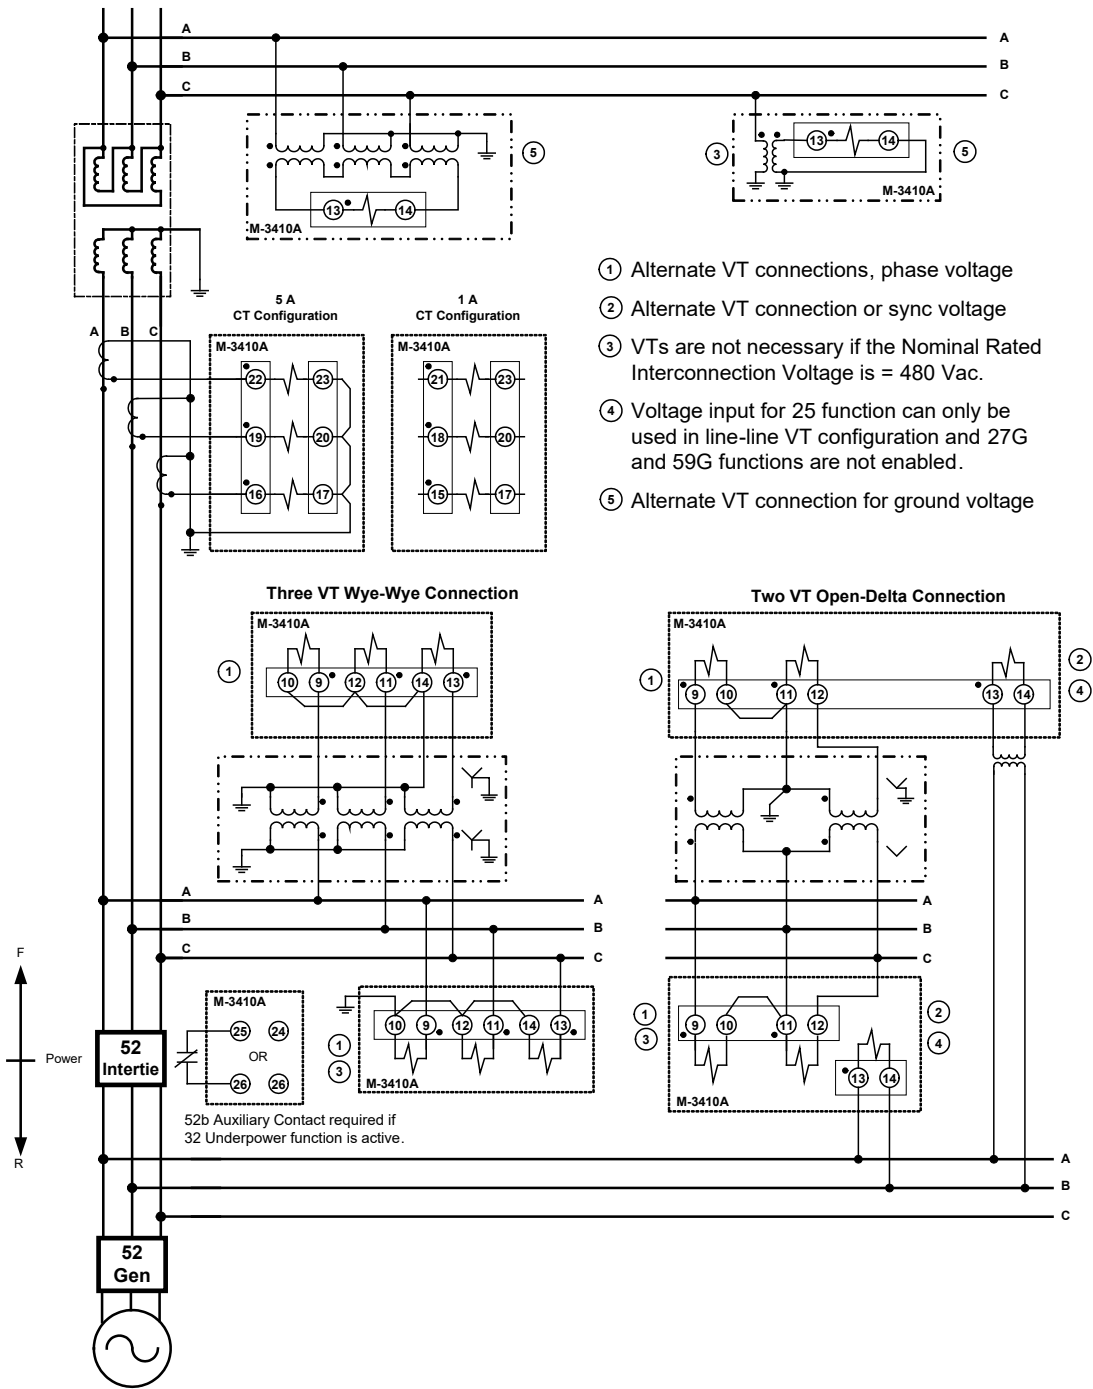 A
A
B
B
C
C
5
3
13
14
5
M-3410A
13
14
M-3410A
1 Alternate VT connections, phase voltage
2 Alternate VT connection or sync voltage
3 VTs are not necessary if the Nominal Rated
Interconnection Voltage is = 480 Vac.
4 Voltage input for 25 function can only be
used in line-line VT configuration and 27G
and 59G functions are not enabled.
5 Alternate VT connection for ground voltage
5 A
CT Configuration
1 A
CT Configuration
A B C
M-3410A
M-3410A
22 23
21 23
19 20
18 20
16 17
15 17
Three VT Wye-Wye Connection
M-3410A
1
10 9 12 11 14 13
Two VT Open-Delta Connection
M-3410A
1
9 10 11 12 13 14
2
4
A
A
A
B
B
B
C
C
C
F
Power
R
52
Intertie
M-3410A
25 24
OR
26 26
52b Auxiliary Contact required if
32 Underpower function is active.
1
3
10 9 12 11 14 13
M-3410A
1
3
9 10 11 12
13 14
M-3410A
2
4
A
B
C
52
Gen